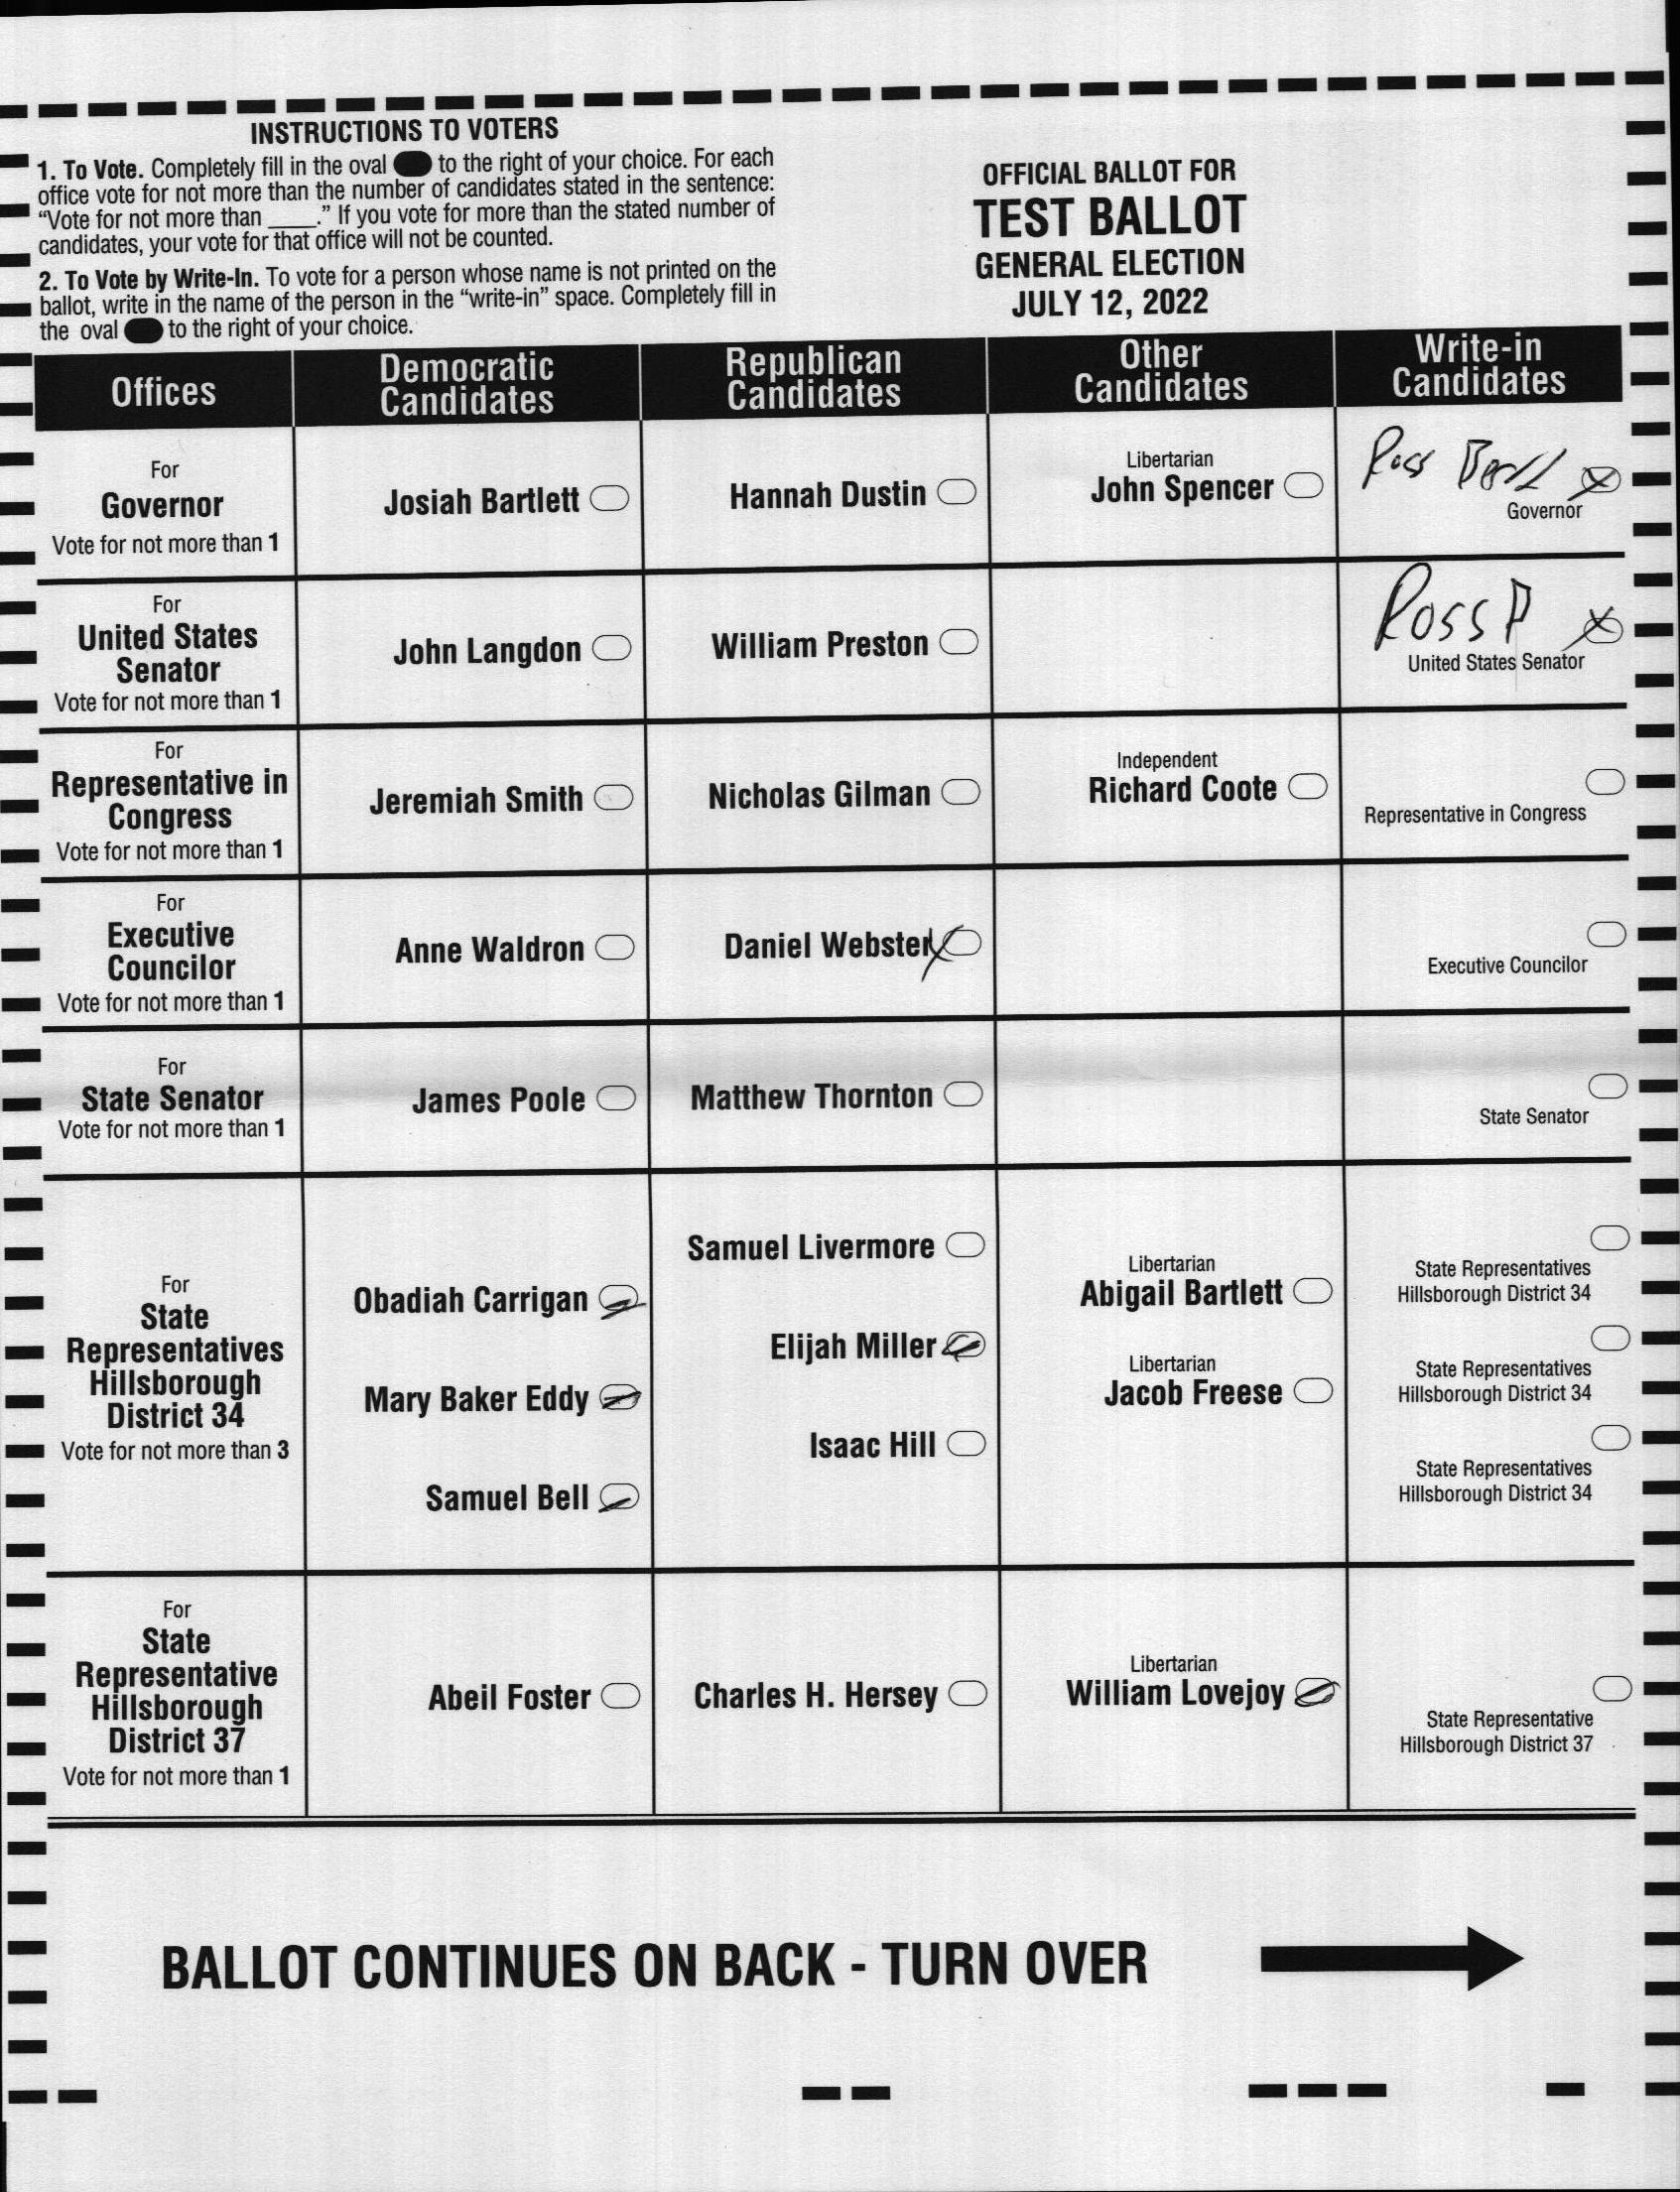 INSTRUCTIONS TO VOTERS
1. To Vote. Completely fill in the oval to the right of your choice. For each
office vote for not more than the number of candidates stated in the sentence:
“Vote for not more than ____.” If you vote for more than the stated number of
candidates, your vote for that office will not be counted.
2. To Vote by Write-In. To vote for a person whose name is not printed on the
ballot, write in the name of the person in the “write-in” space. Completely fill in
the oval to the right of your choice.
OFFICIAL BALLOT FOR
TEST BALLOT
GENERAL ELECTION
JULY 12, 2022
Offices
Democratic
Candidates
Republican
Candidates
Other
Candidates
Write-in
Candidates
For
Governor
Vote for not more than 1
Josiah Bartlett
Hannah Dustin
Libertarian
John Spencer
Ross
Governor
For
United States
Senator
Vote for not more than 1
John Langdon
William Preston
Ross P
United States Senator
For
Representative in
Congress
Vote for not more than 1
Jeremiah Smith
Nicholas Gilman
Independent
Richard Coote
Representative in Congress
For
Executive
Councilor
Vote for not more than 1
Anne Waldron
Daniel Webster
Executive Councilor
For
State Senator
Vote for not more than 1
James Poole
Matthew Thornton
State Senator
For
State
Representatives
Hillsborough
District 34
Vote for not more than 3
Obadiah Carrigan
Mary Baker Eddy
Samuel Bell
Samuel Livermore
Elijah Miller
Isaac Hill
Libertarian
Abigail Bartlett
Libertarian
Jacob Freese
State Representatives
Hillsborough District 34
State Representatives
Hillsborough District 34
State Representatives
Hillsborough District 34
For
State
Representative
Hillsborough
District 37
Vote for not more than 1
Abeil Foster
Charles H. Hersey
Libertarian
William Lovejoy
State Representative
Hillsborough District 37
BALLOT CONTINUES ON BACK - TURN OVER